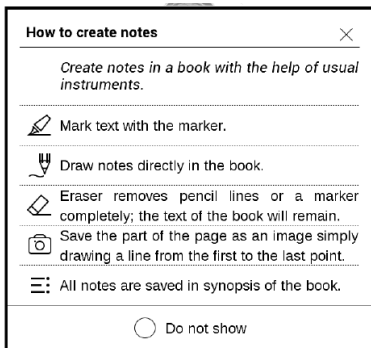 How to create notes
Create notes in a book with the help of usual
instruments.
Mark text with the marker.
Draw notes directly in the book.
Eraser removes pencil lines or a marker
completely; the text of the book will remain.
Save the part of the page as an image simply
drawing a line from the first to the last point.
All notes are saved in synopsis of the book.
Do not show